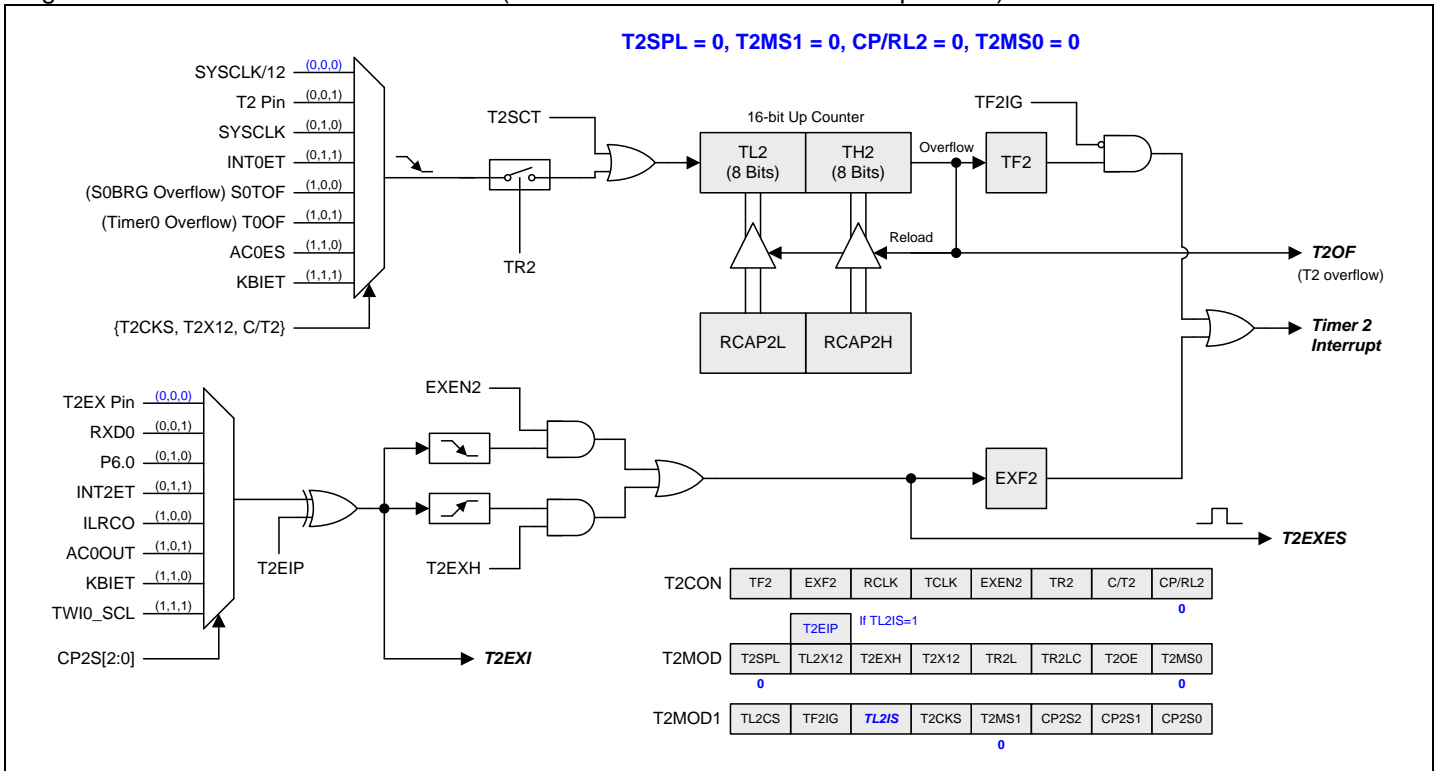 T2SPL = 0, T2MS1 = 0, CP/RL2 = 0, T2MS0 = 0
SYSCLK/12 (0,0,0)
T2 Pin (0,0,1)
SYSCLK (0,1,0)
INT0ET (0,1,1)
(S0BRG Overflow) S0TOF (1,0,0)
(Timer0 Overflow) T0OF (1,0,1)
AC0ES (1,1,0)
KBIET (1,1,1)
{T2CKS, T2X12, C/T2}
T2SCT
TR2
16-bit Up Counter
TL2 TH2
(8 Bits) (8 Bits)
Overflow
TF2
TF2IG
Reload
RCAP2L RCAP2H
T2OF
(T2 overflow)
Timer 2
Interrupt
T2EX Pin (0,0,0)
RXD0 (0,0,1)
P6.0 (0,1,0)
INT2ET (0,1,1)
ILRCO (1,0,0)
AC0OUT (1,0,1)
KBIET (1,1,0)
TWI0_SCL (1,1,1)
CP2S[2:0]
T2EIP
EXEN2
T2EXH
T2EXI
EXF2
T2EXES
T2CON TF2 EXF2 RCLK TCLK EXEN2 TR2 C/T2 CP/RL2
0
T2EIP If TL2IS=1
T2MOD T2SPL TL2X12 T2EXH T2X12 TR2L TR2LC T2OE T2MS0
0 0
T2MOD1 TL2CS TF2IG TL2IS T2CKS T2MS1 CP2S2 CP2S1 CP2S0
0